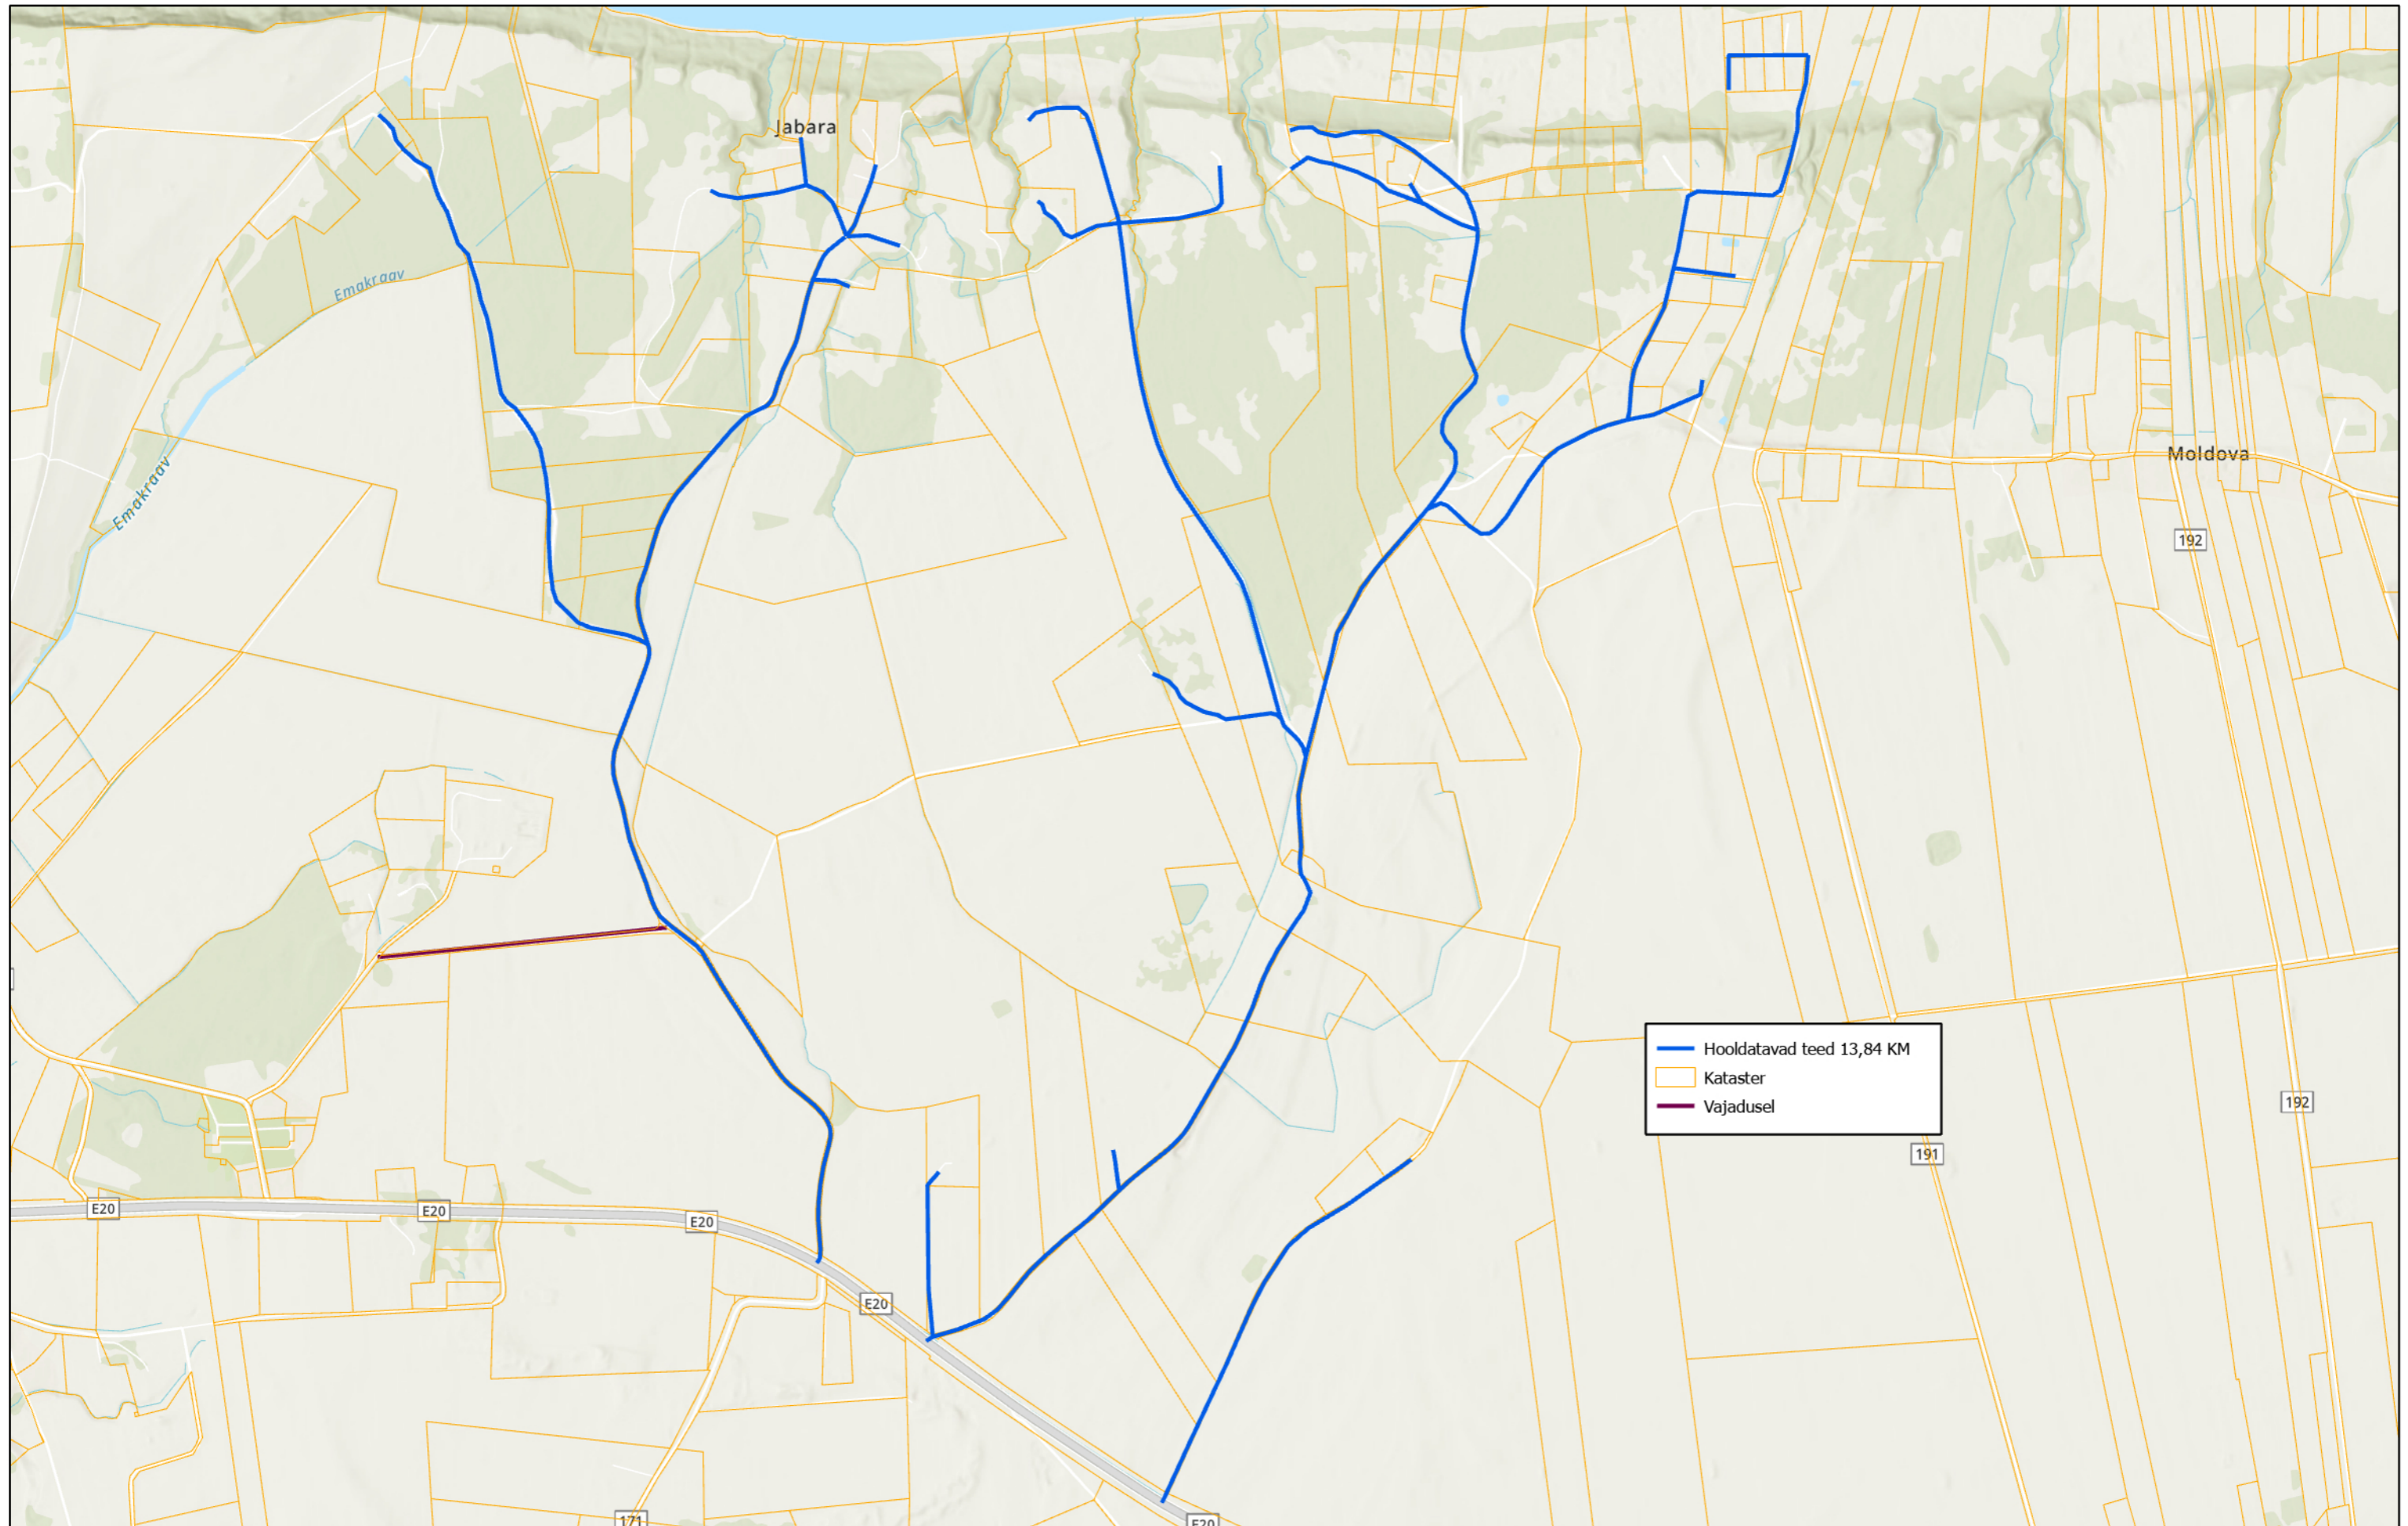 Jabara
Emakraav
Moldova
Emakraav
192
Hooldatavad teed 13,84 KM
Kataster
Vajadusel
192
191
E20
E20
E20
E20
171
E20